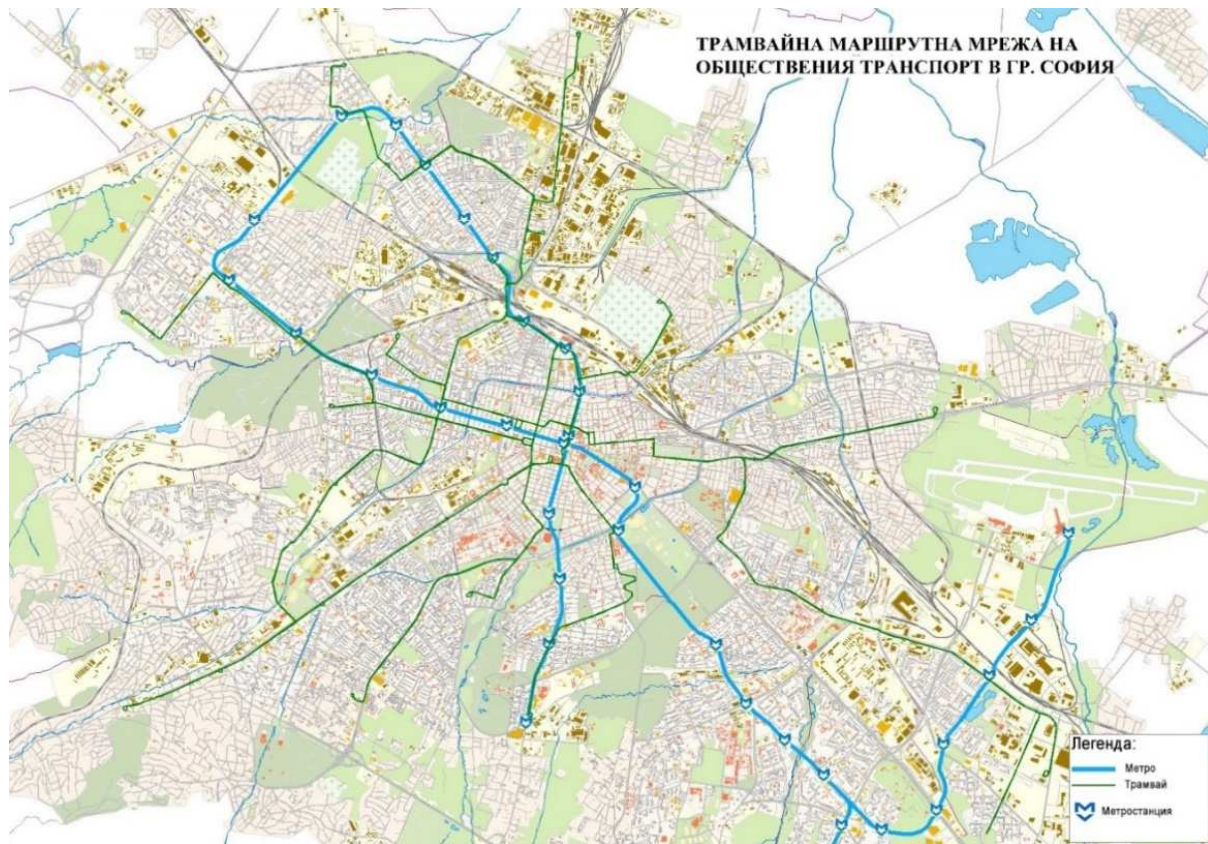 ТРАМВАЙНА МАРШРУТНА МРЕЖА НА
ОБЩЕСТВЕНИЯ ТРАНСПОРТ В ГР. СОФИЯ
Легенда:
Метро
Трамвай
Метростанция